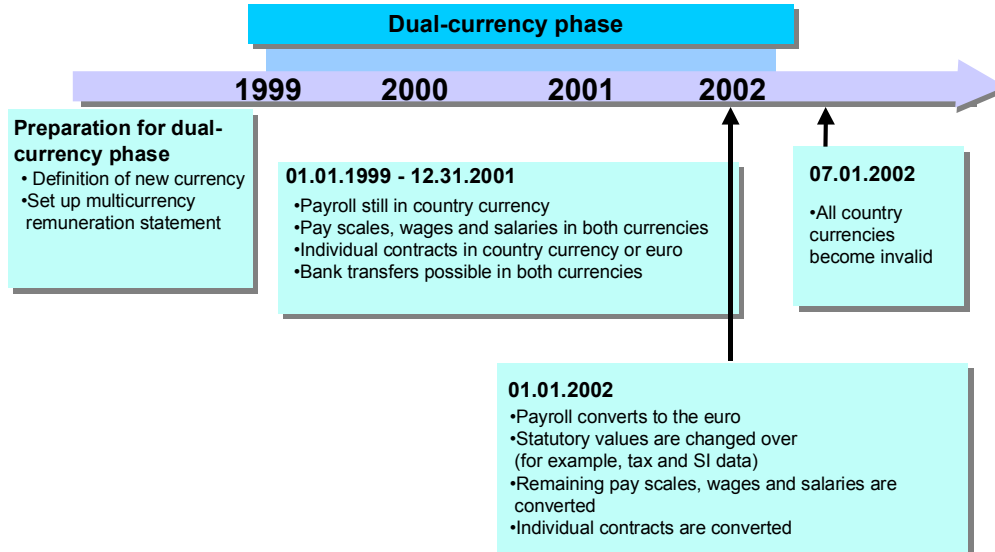 Dual-currency phase
1999
2000
2001
2002
Preparation for dual-
currency phase
• Definition of new currency
•Set up multicurrency
remuneration statement
01.01.1999 - 12.31.2001
•Payroll still in country currency
•Pay scales, wages and salaries in both currencies
•Individual contracts in country currency or euro
•Bank transfers possible in both currencies
07.01.2002
•All country
currencies
become invalid
01.01.2002
•Payroll converts to the euro
•Statutory values are changed over
(for example, tax and SI data)
•Remaining pay scales, wages and salaries are
converted
•Individual contracts are converted